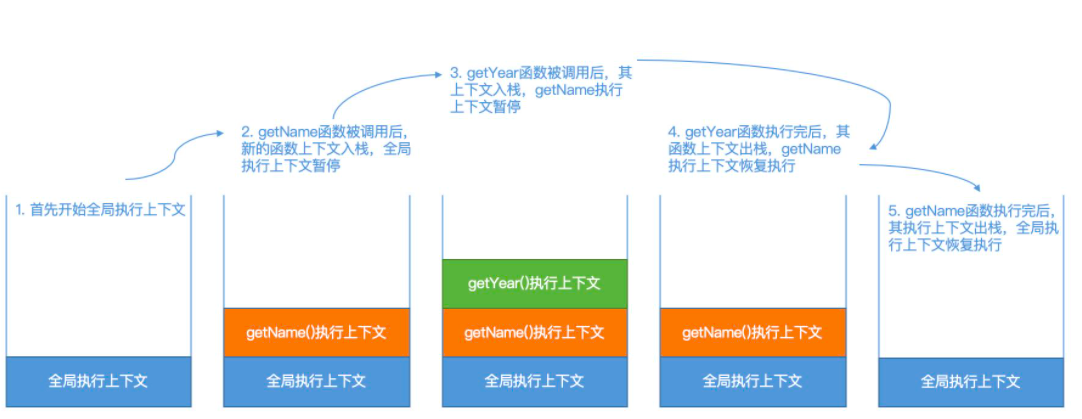 1. 首先开始全局执行上下文
全局执行上下文
2. getName函数被调用后，
新的函数上下文入栈，全局
执行上下文暂停
getName()执行上下文
全局执行上下文
3. getYear函数被调用后，其
上下文入栈，getName执行
上下文暂停
getYear()执行上下文
getName()执行上下文
全局执行上下文
4. getYear函数执行完后，其
函数上下文出栈，getName
执行上下文恢复执行
getName()执行上下文
全局执行上下文
5. getName函数执行完后，
其执行上下文出栈，全局执
行上下文恢复执行
全局执行上下文